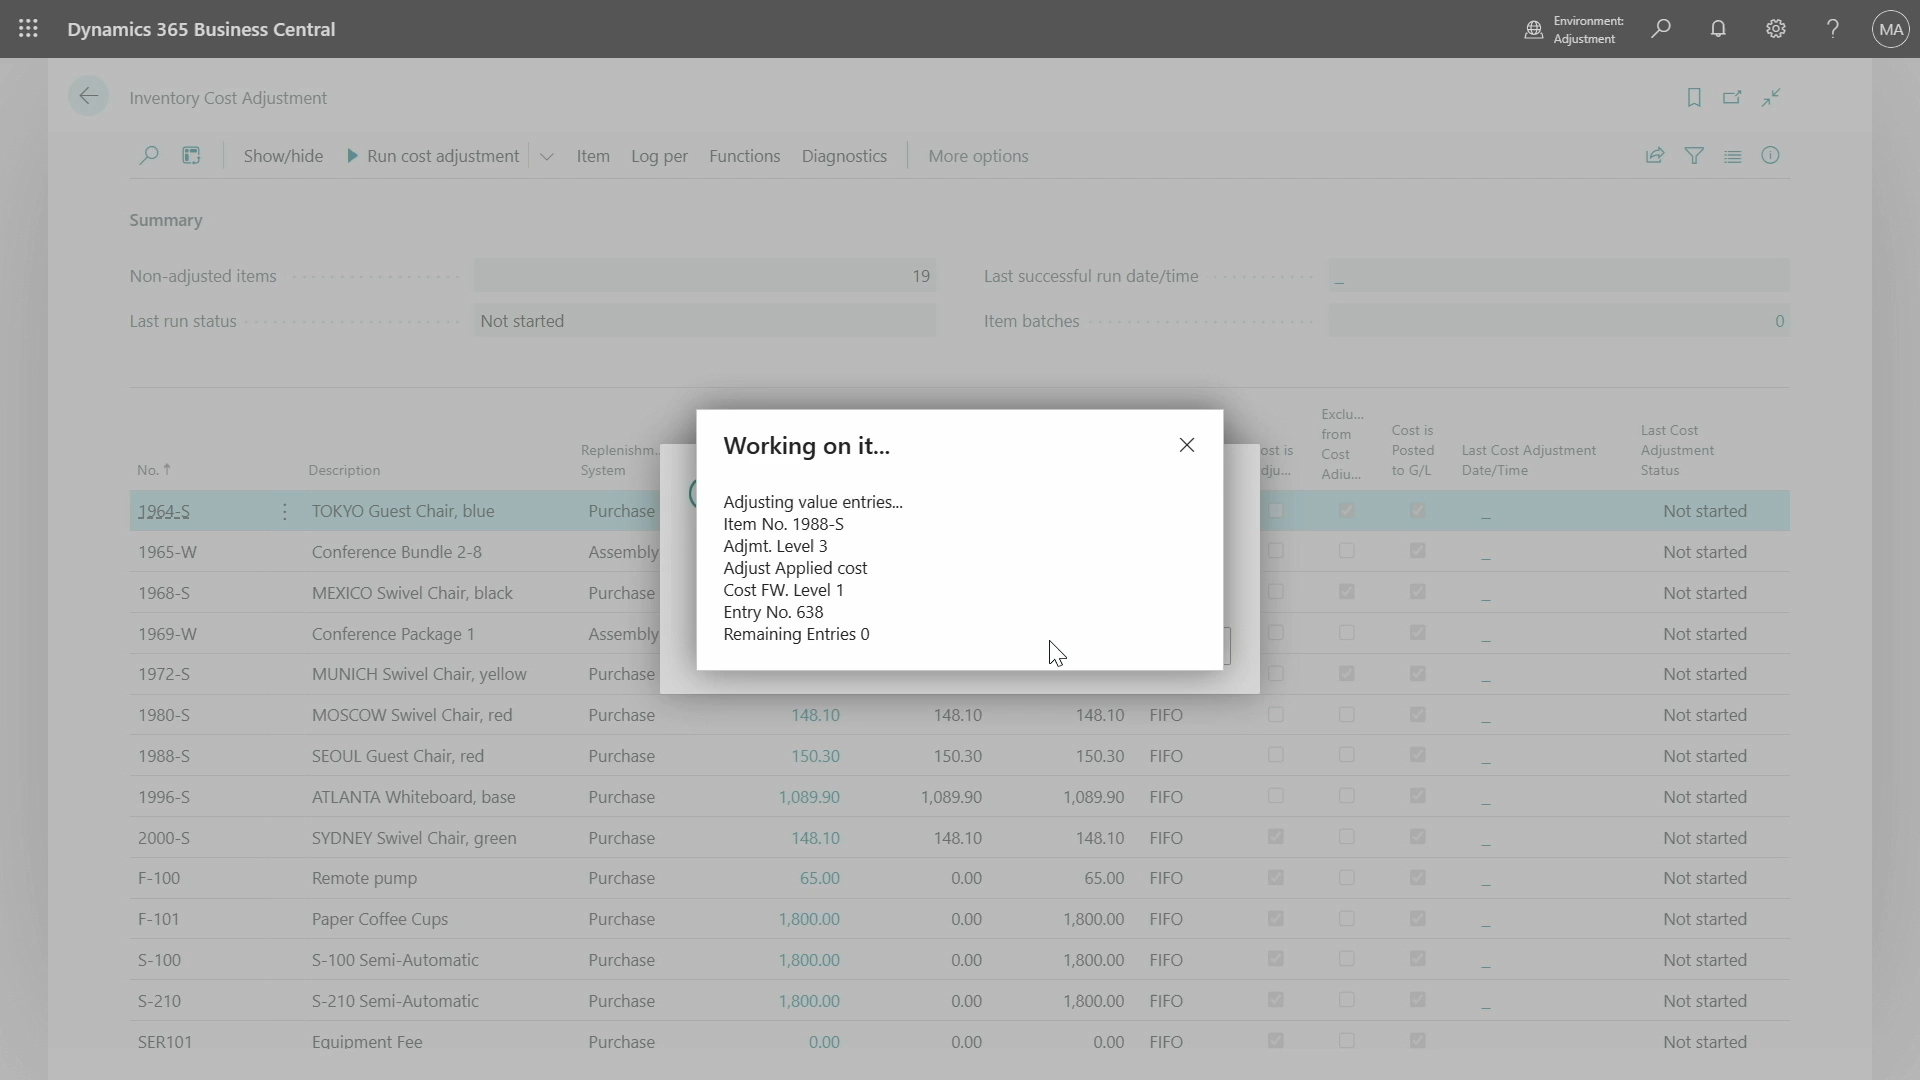 Dynamics 365 Business Central
Environment:
Adjustment
MA
Inventory Cost Adjustment
Show/hide Run cost adjustment Item Log per Functions Diagnostics More options
Summary
Non-adjusted items 19 Last successful run date/time _
Last run status Not started Item batches 0
No. ↑ Description Replenishm... System Exclu... from Cost Adju... Cost is Posted to G/L Last Cost Adjustment Date/Time Last Cost Adjustment Status
Working on it...
Adjusting value entries...
Item No. 1988-S
Adjmt. Level 3
Adjust Applied cost
Cost FW. Level 1
Entry No. 638
Remaining Entries 0
1964-S TOKYO Guest Chair, blue Purchase _ Not started
1965-W Conference Bundle 2-8 Assembly _ Not started
1968-S MEXICO Swivel Chair, black Purchase _ Not started
1969-W Conference Package 1 Assembly _ Not started
1972-S MUNICH Swivel Chair, yellow Purchase _ Not started
1980-S MOSCOW Swivel Chair, red Purchase 148.10 148.10 148.10 FIFO _ Not started
1988-S SEOUL Guest Chair, red Purchase 150.30 150.30 150.30 FIFO _ Not started
1996-S ATLANTA Whiteboard, base Purchase 1,089.90 1,089.90 1,089.90 FIFO _ Not started
2000-S SYDNEY Swivel Chair, green Purchase 148.10 148.10 148.10 FIFO _ Not started
F-100 Remote pump Purchase 65.00 0.00 65.00 FIFO _ Not started
F-101 Paper Coffee Cups Purchase 1,800.00 0.00 1,800.00 FIFO _ Not started
S-100 S-100 Semi-Automatic Purchase 1,800.00 0.00 1,800.00 FIFO _ Not started
S-210 S-210 Semi-Automatic Purchase 1,800.00 0.00 1,800.00 FIFO _ Not started
SER101 Equipment Fee Purchase 0.00 0.00 0.00 FIFO Not started